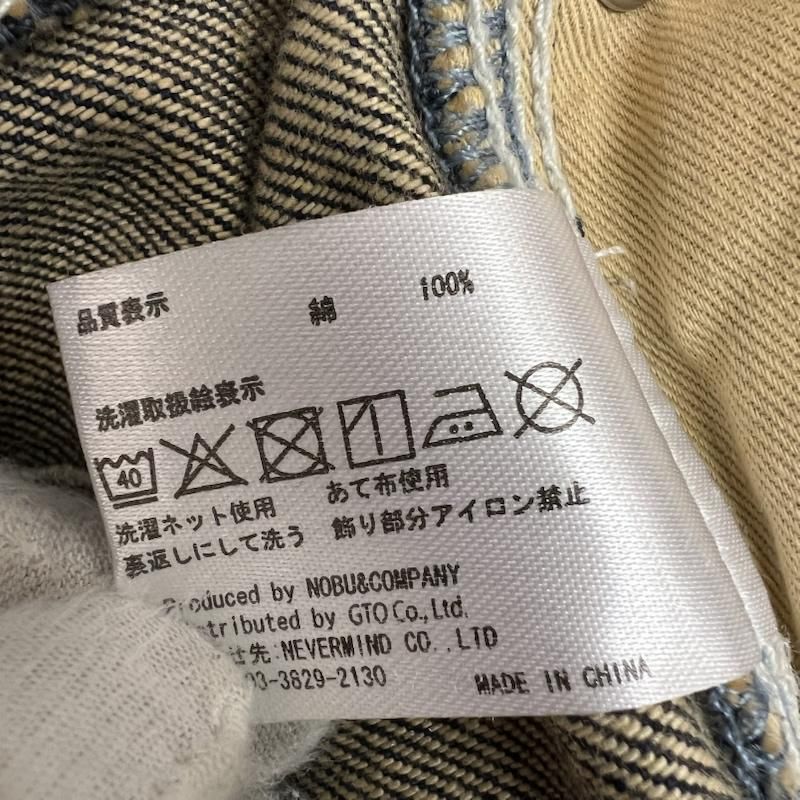 品質表示 綿 100%
洗濯取扱絵表示
40
洗濯ネット使用 あて布使用
裏返しにして洗う 飾り部分アイロン禁止
Produced by NOBU&COMPANY
by GTO Co.,Ltd.
先:NEVERMIND CO.,LTD
03-3829-2130 MADE IN CHINA